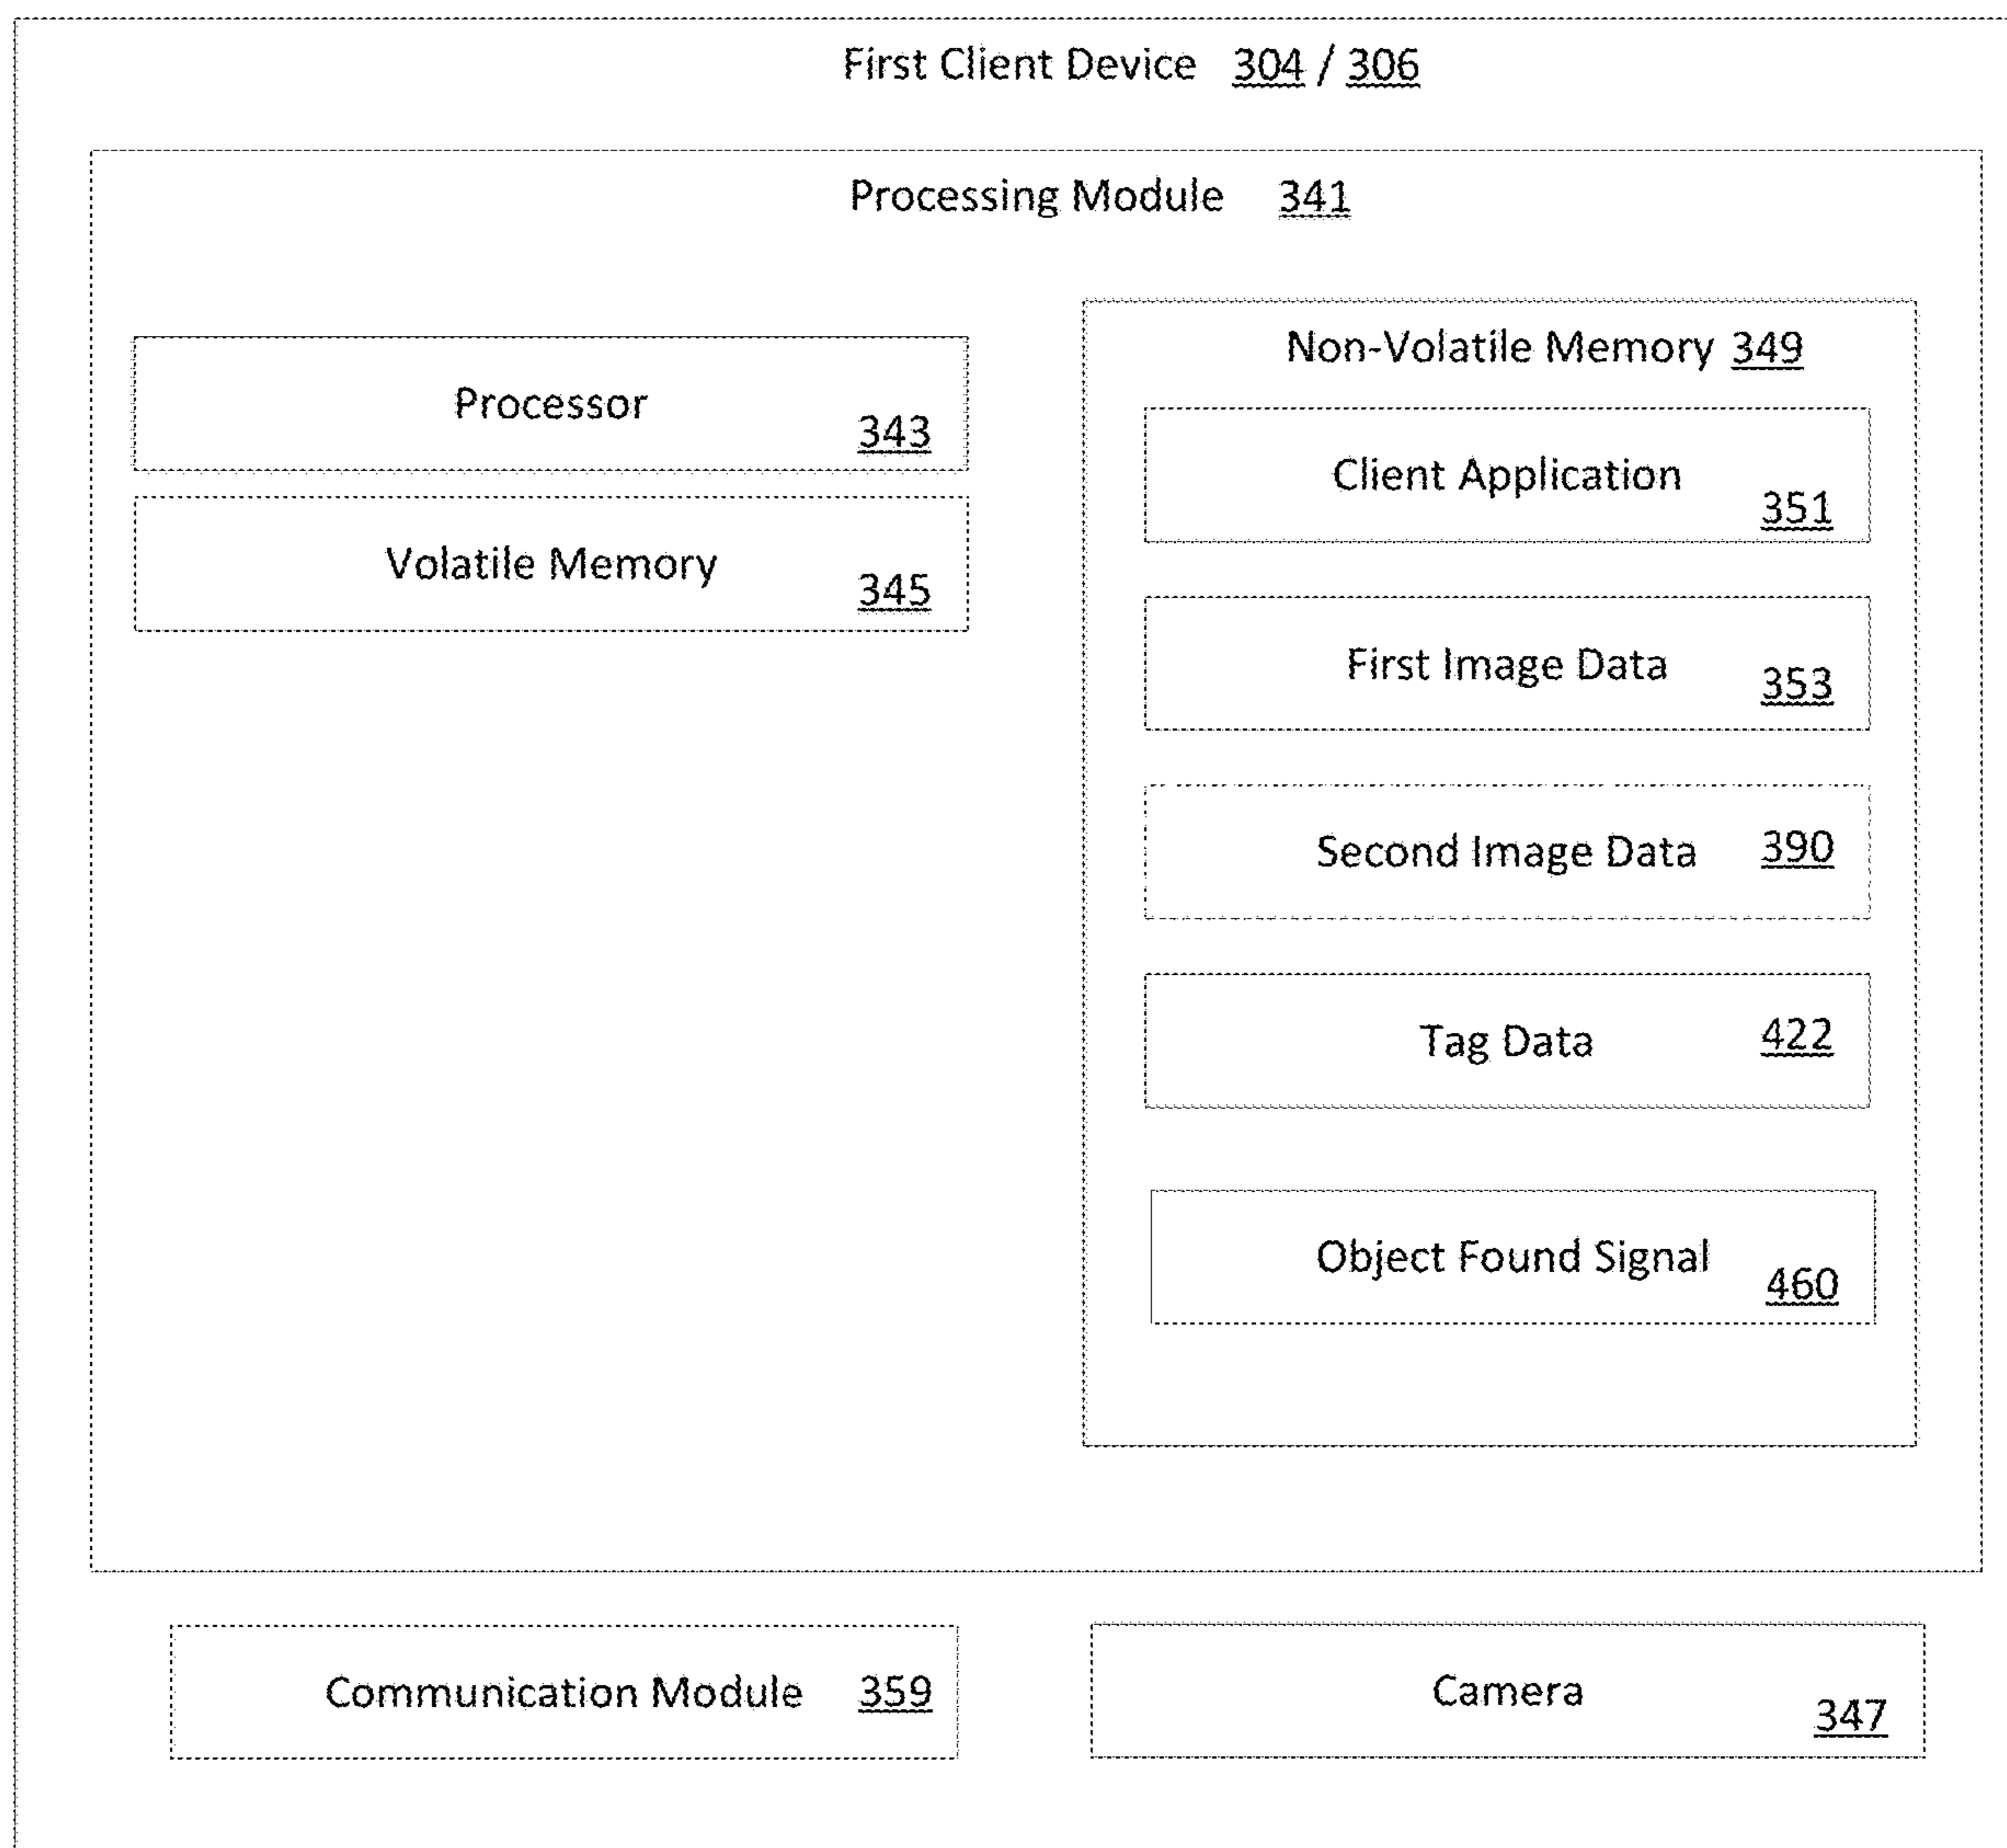 First Client Device 304 / 306
Processing Module 341
Processor 343
Volatile Memory 345
Non-Volatile Memory 349
Client Application 351
First Image Data 353
Second Image Data 390
Tag Data 422
Object Found Signal 460
Communication Module 359
Camera 347